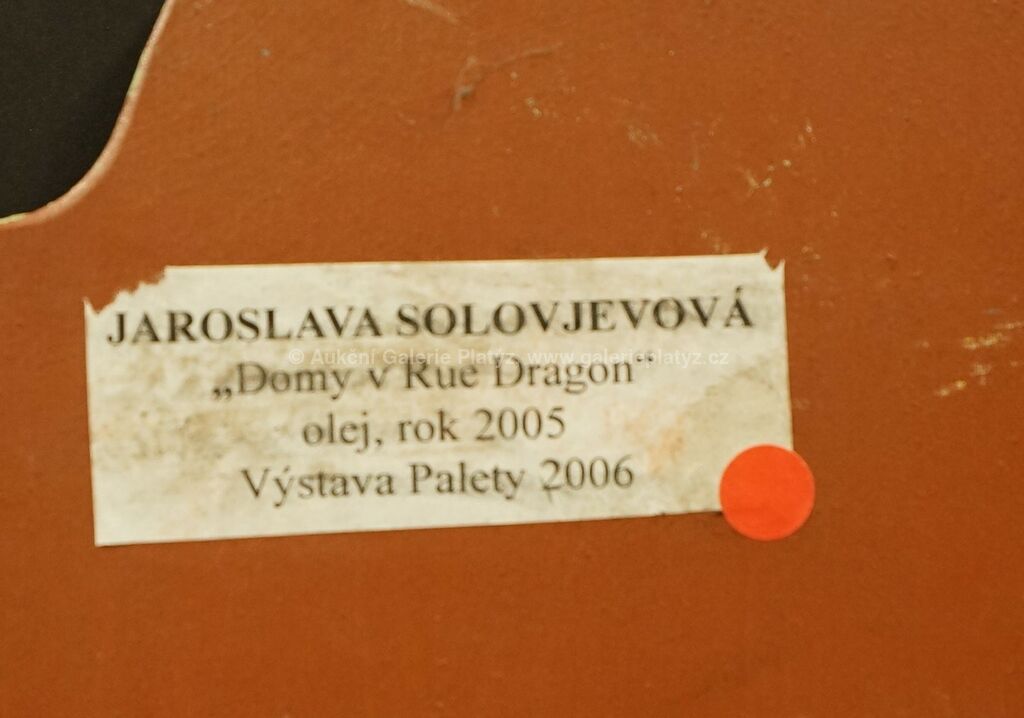 JAROSLAVA SOLOVJEVOVÁ
© Aukční Galerie Platýz, www.galerieplatyz.cz
„Domy v Rue Dragon“
olej, rok 2005
Výstava Palety 2006